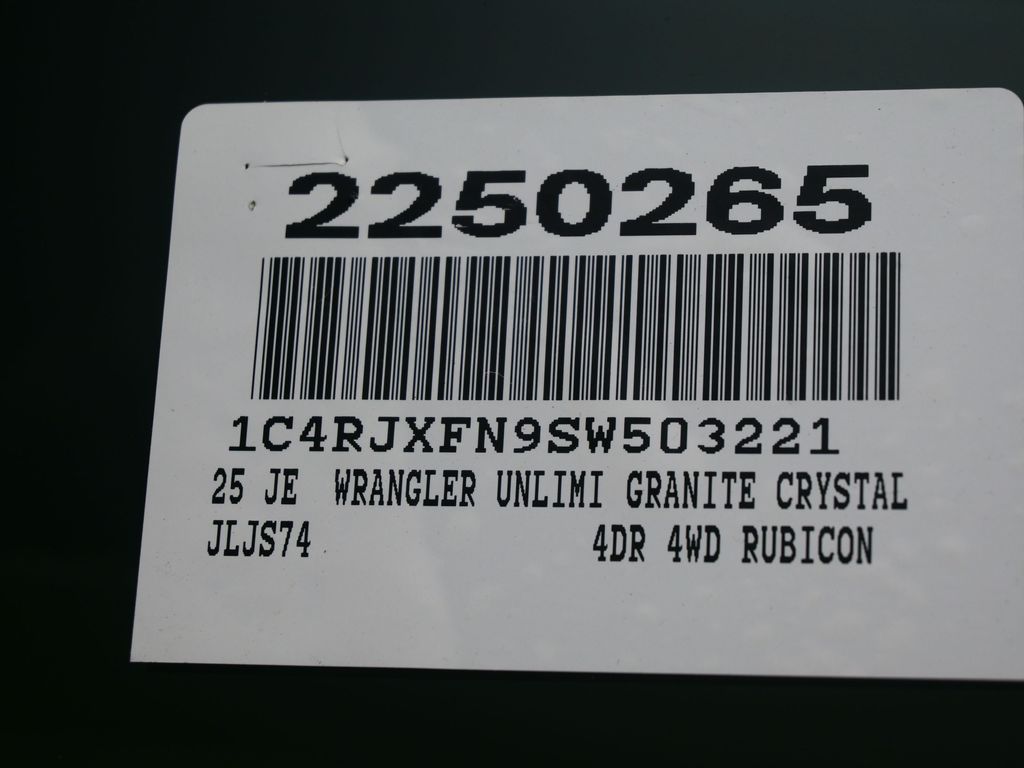 2250265
1C4RJXFN9SW503221
25 JE WRANGLER UNLIMI GRANITE CRYSTAL
JLJS74 4DR 4WD RUBICON